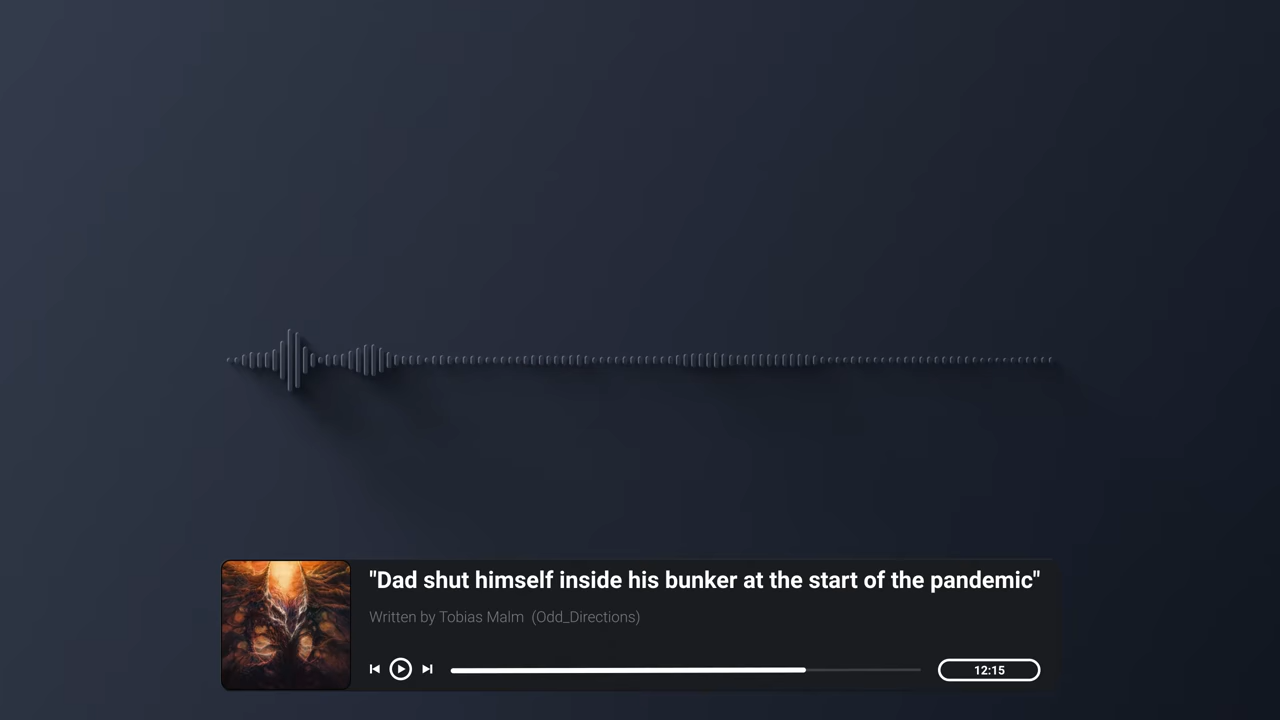 "Dad shut himself inside his bunker at the start of the pandemic"
Written by Tobias Malm (Odd_Directions)
12:15